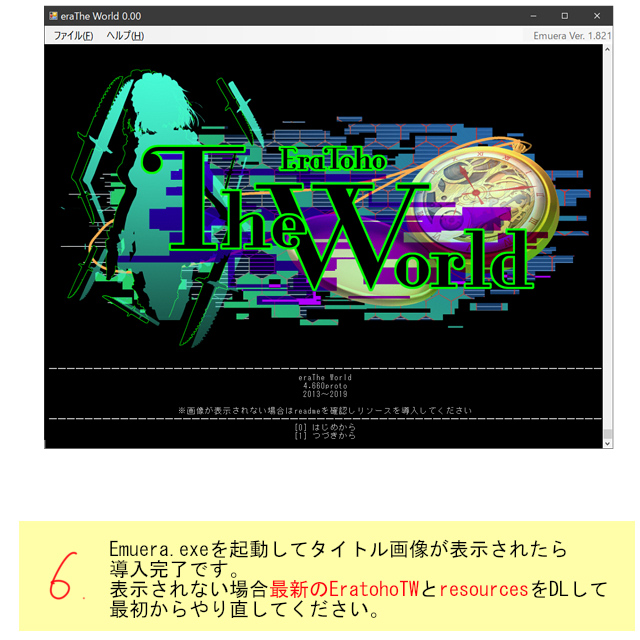 eraThe World 0.00
ファイル(F) ヘルプ(H) Emuera Ver. 1.821
EraToho
The World
eraThe World
4.660proto
2013～2019
※画像が表示されない場合はreadmeを確認しリソースを導入してください
[0] はじめから
[1] つづきから
6.
Emuera.exeを起動してタイトル画像が表示されたら
導入完了です。
表示されない場合最新のEratohoTWとresourcesをDLして
最初からやり直してください。